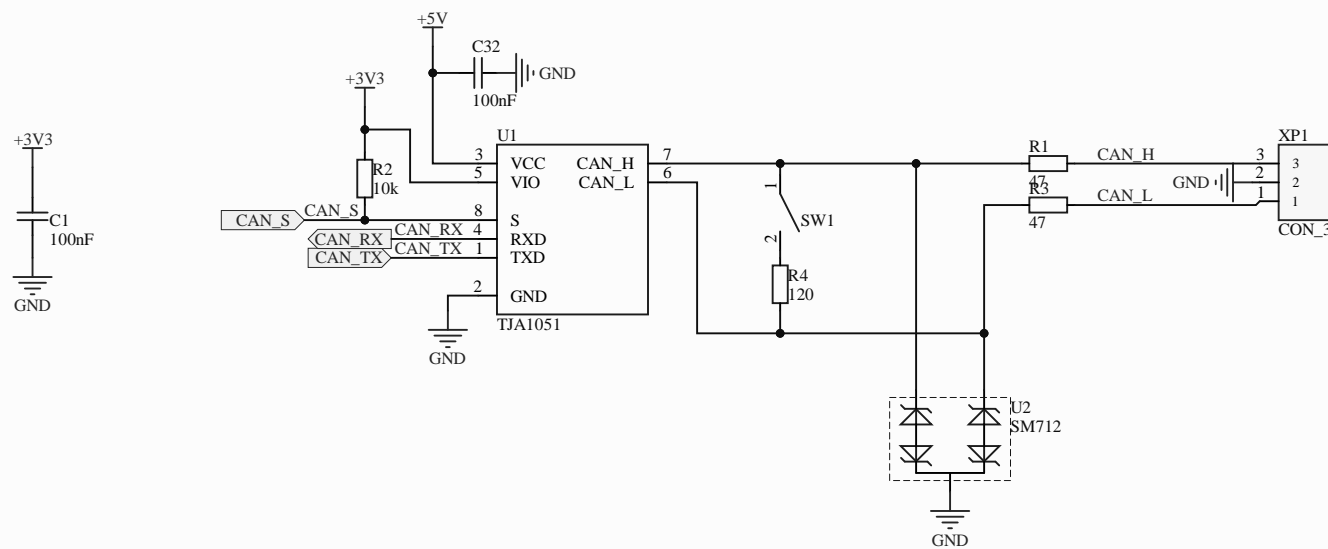 +5V
C32
GND
100nF
+3V3
+3V3
C1
100nF
GND
R2
10k
U1
3 VCC CAN_H 7
5 VIO CAN_L 6
CAN_S CAN_S 8 S
CAN_RX CAN_RX 4 RXD
CAN_TX CAN_TX 1 TXD
2 GND
TJA1051
GND
1
SW1
2
R4
120
R1
47
CAN_H
R3
47
CAN_L
XP1
3 3
GND 2 2
1 1
CON_3
U2
SM712
GND